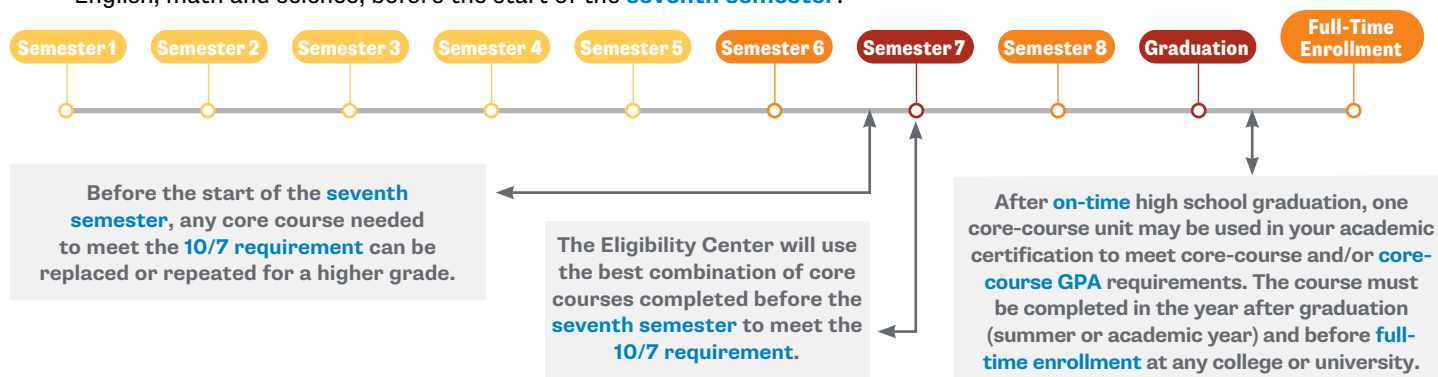 English, math and science, before the start of the seventh semester.
Semester 1
Semester 2
Semester 3
Semester 4
Semester 5
Semester 6
Semester 7
Semester 8
Graduation
Full-Time
Enrollment
Before the start of the seventh
semester, any core course needed
to meet the 10/7 requirement can be
replaced or repeated for a higher grade.
The Eligibility Center will use
the best combination of core
courses completed before the
seventh semester to meet the
10/7 requirement.
After on-time high school graduation, one
core-course unit may be used in your academic
certification to meet core-course and/or core-
course GPA requirements. The course must
be completed in the year after graduation
(summer or academic year) and before full-
time enrollment at any college or university.